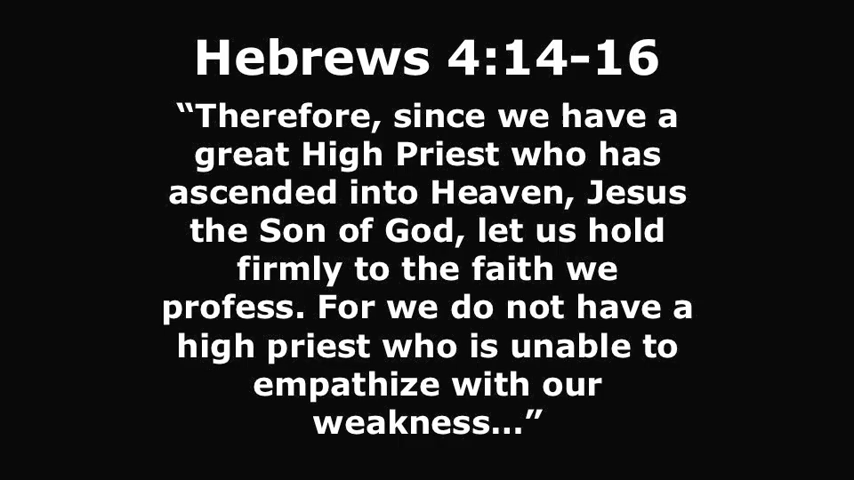 Hebrews 4:14-16
“Therefore, since we have a
great High Priest who has
ascended into Heaven, Jesus
the Son of God, let us hold
firmly to the faith we
profess. For we do not have a
high priest who is unable to
empathize with our
weakness...”